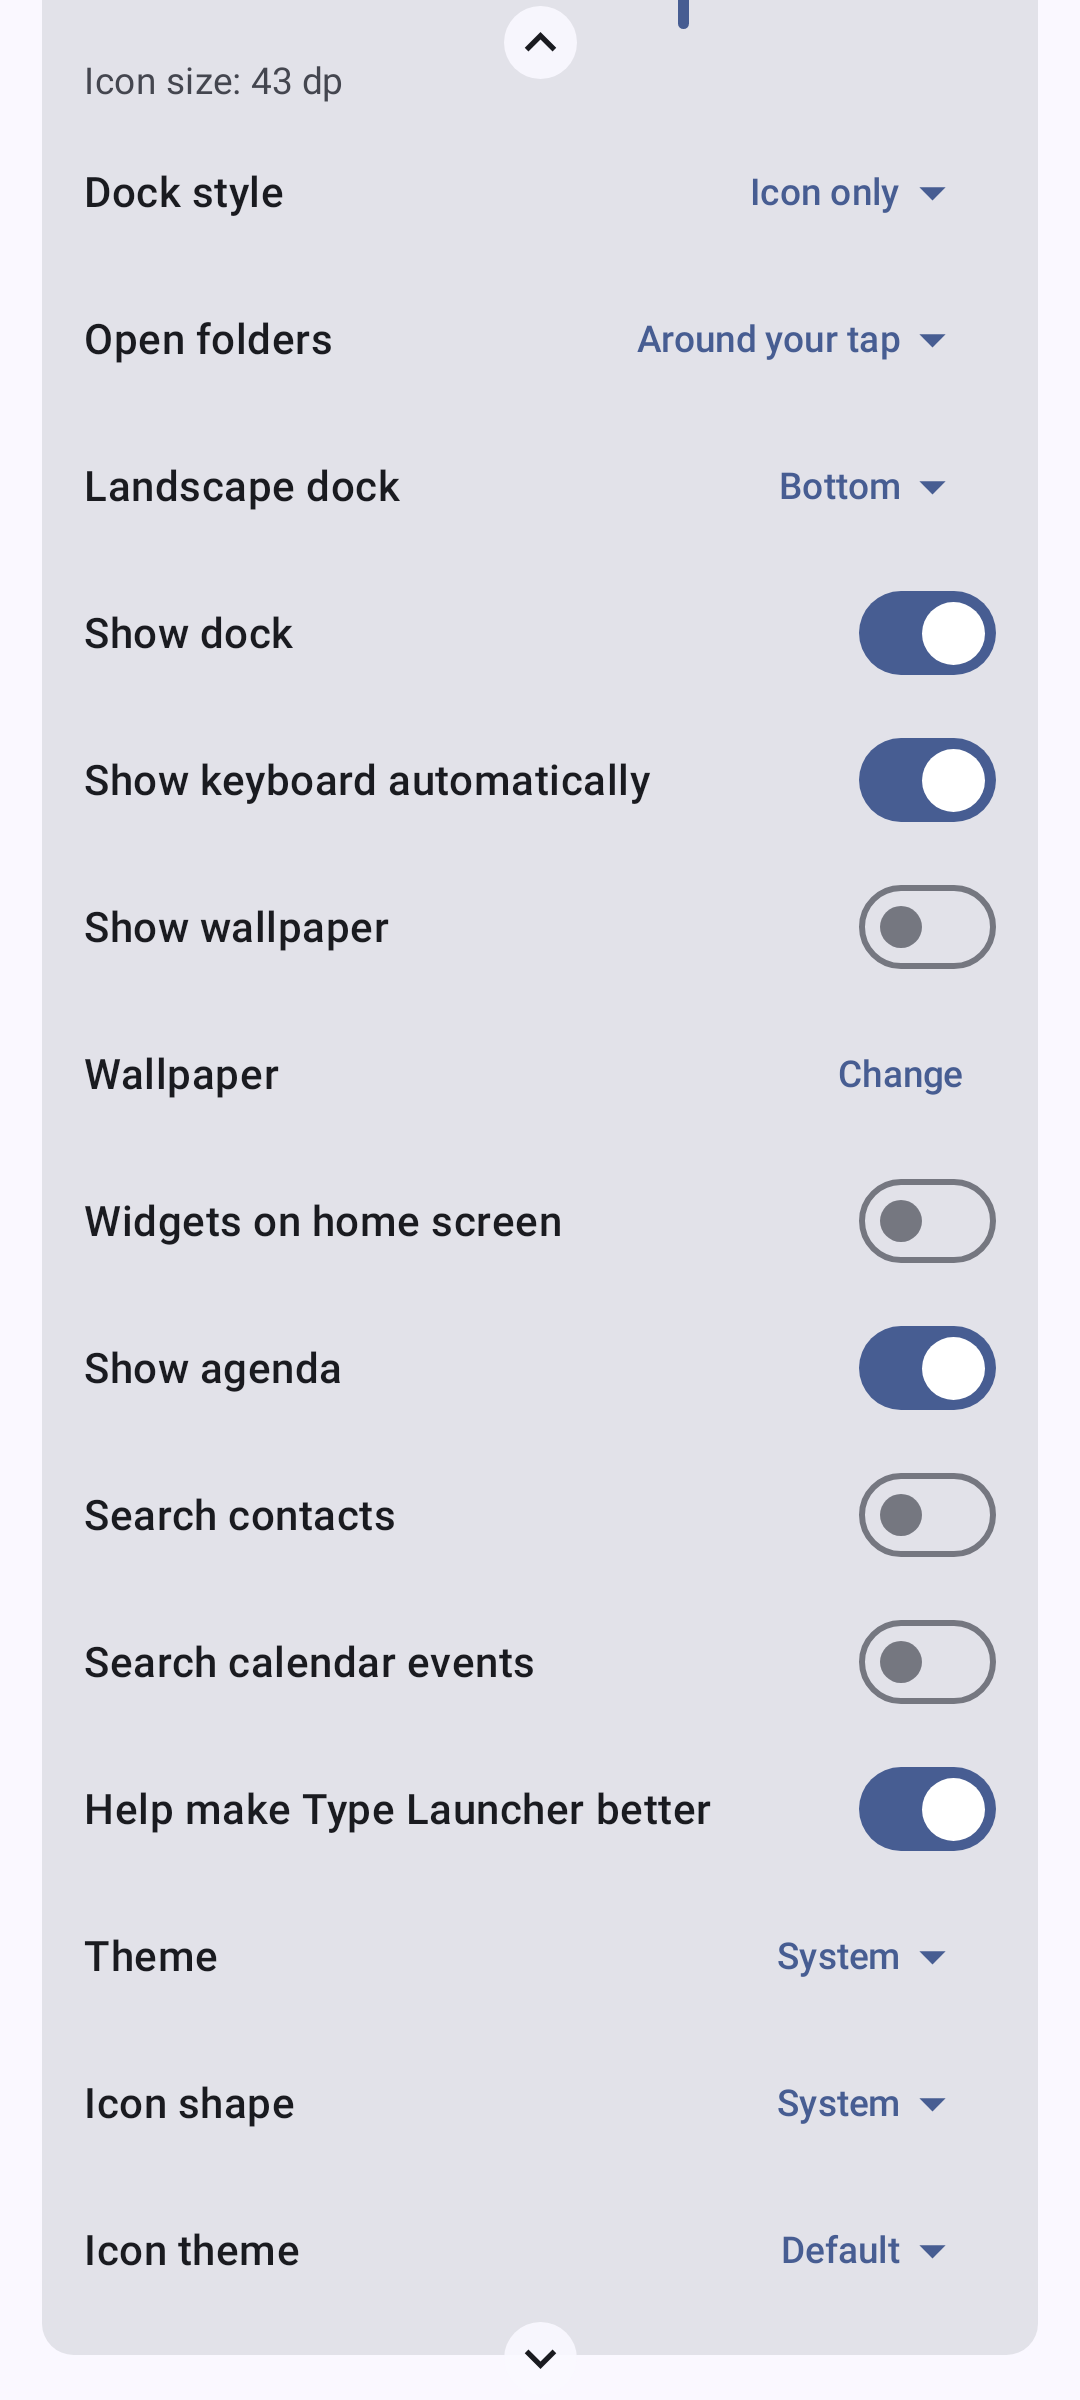 Icon size: 43 dp
Dock style Icon only
Open folders Around your tap
Landscape dock Bottom
Show dock
Show keyboard automatically
Show wallpaper
Wallpaper Change
Widgets on home screen
Show agenda
Search contacts
Search calendar events
Help make Type Launcher better
Theme System
Icon shape System
Icon theme Default